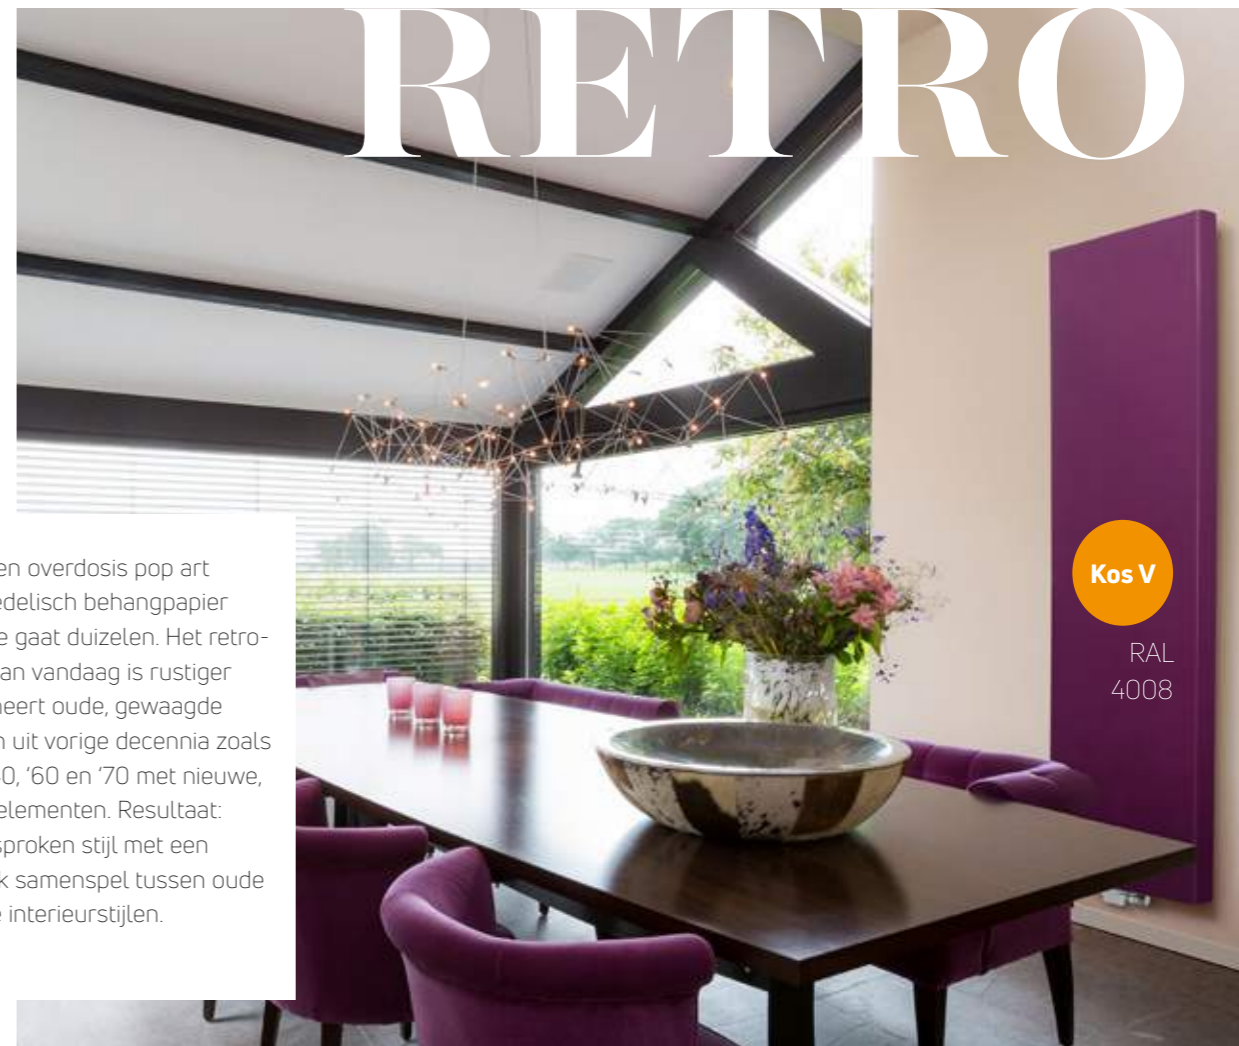 RETRO
en overdosis pop art
edelisch behangpapier
e gaat duizelen. Het retro-
an vandaag is rustiger
neert oude, gewaagde
n uit vorige decennia zoals
0, ‘60 en ‘70 met nieuwe,
elementen. Resultaat:
sproken stijl met een
k samenspel tussen oude
e interieurstijlen.
Kos V
RAL
4008